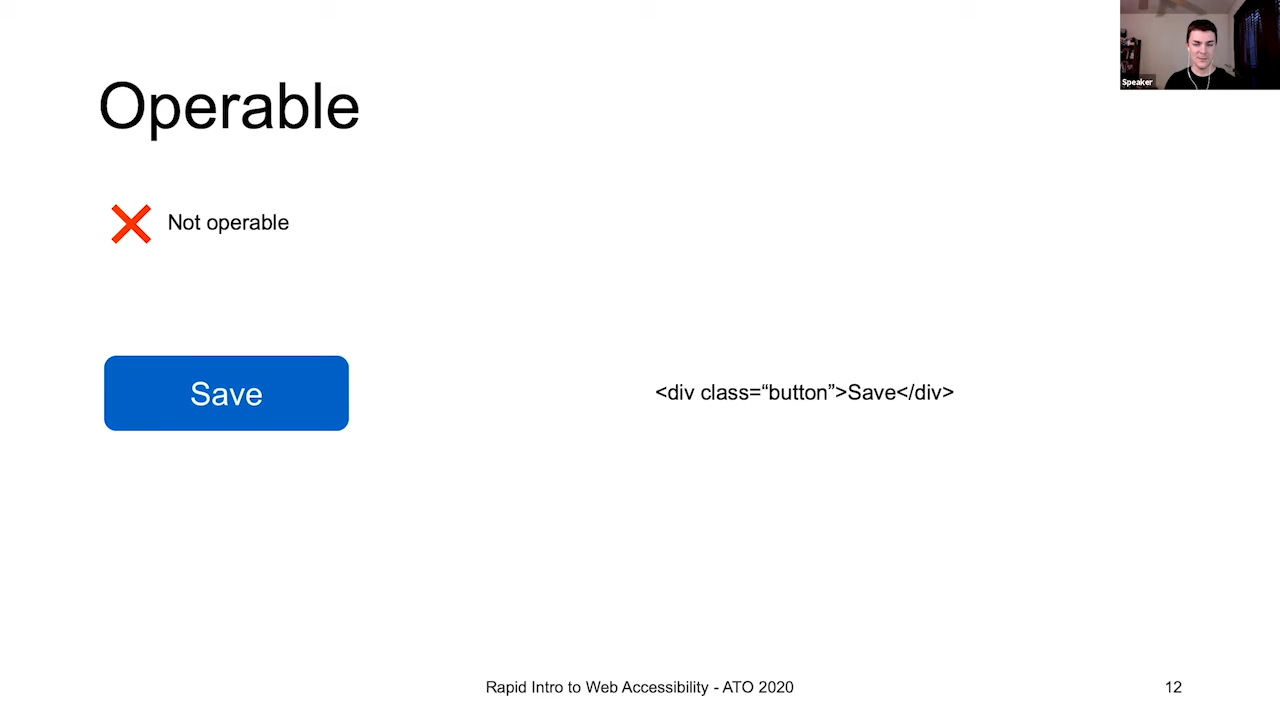 Speaker
Operable
Not operable
Save
<div class=“button”>Save</div>
Rapid Intro to Web Accessibility - ATO 2020
12